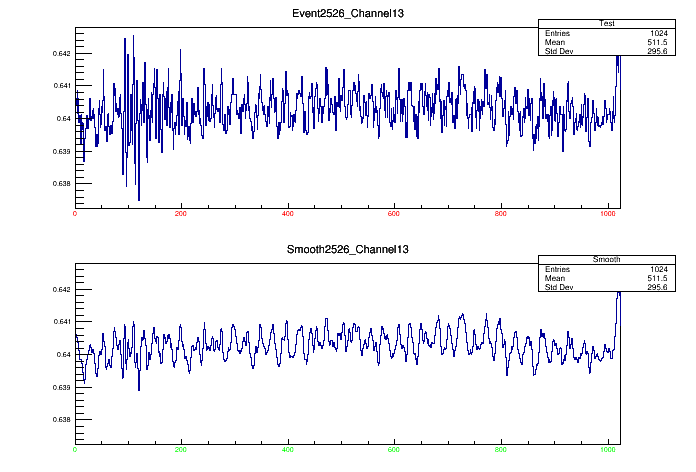 Event2526_Channel13
Test
Entries 1024
Mean 511.5
Std Dev 295.6
0.642
0.641
0.64
0.639
0.638
0 200 400 600 800 1000
Smooth2526_Channel13
Smooth
Entries 1024
Mean 511.5
Std Dev 295.6
0.642
0.641
0.64
0.639
0.638
0 200 400 600 800 1000